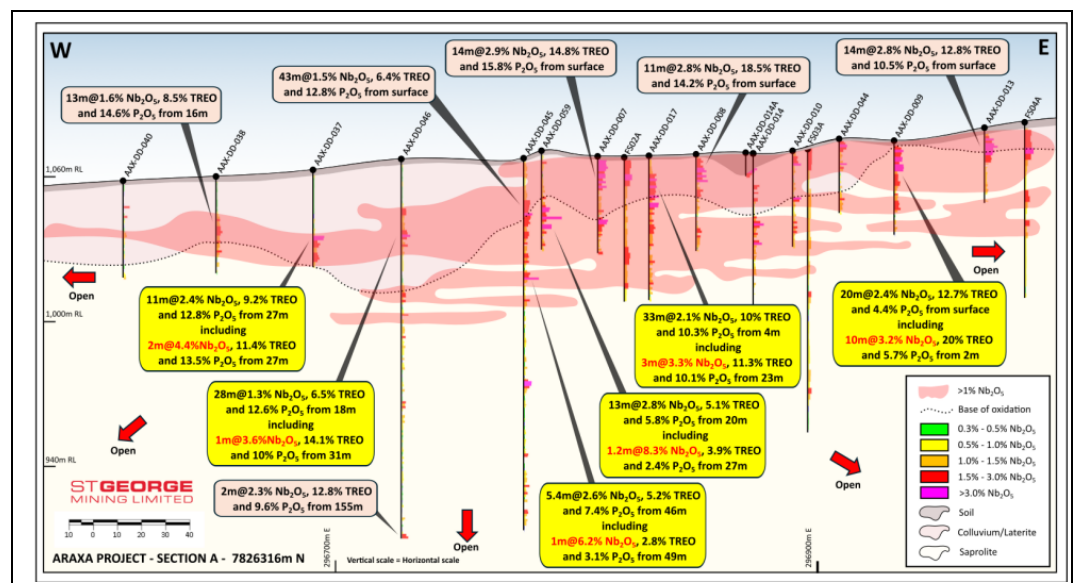 W
E
14m@2.9% Nb₂O₅, 14.8% TREO
and 15.8% P₂O₅ from surface
14m@2.8% Nb₂O₅, 12.8% TREO
and 10.5% P₂O₅ from surface
43m@1.5% Nb₂O₅, 6.4% TREO
and 12.8% P₂O₅ from surface
11m@2.8% Nb₂O₅, 18.5% TREO
and 14.2% P₂O₅ from surface
13m@1.6% Nb₂O₅, 8.5% TREO
and 14.6% P₂O₅ from 16m
AAX-DD-040
AAX-DD-038
AAX-DD-037
AAX-DD-046
AAX-DD-045
AAX-DD-059
AAX-DD-007
FS02A
AAX-DD-017
AAX-DD-008
AAX-DD-014A
AAX-DD-014
AAX-DD-010
FS03A
AAX-DD-044
AAX-DD-009
AAX-DD-013
FS04A
1,060m RL
Open
Open
11m@2.4% Nb₂O₅, 9.2% TREO
and 12.8% P₂O₅ from 27m
including
2m@4.4%Nb₂O₅, 11.4% TREO
and 13.5% P₂O₅ from 27m
1,000m RL
33m@2.1% Nb₂O₅, 10% TREO
and 10.3% P₂O₅ from 4m
including
3m@3.3% Nb₂O₅, 11.3% TREO
and 10.1% P₂O₅ from 23m
20m@2.4% Nb₂O₅, 12.7% TREO
and 4.4% P₂O₅ from surface
including
10m@3.2% Nb₂O₅, 20% TREO
and 5.7% P₂O₅ from 2m
28m@1.3% Nb₂O₅, 6.5% TREO
and 12.6% P₂O₅ from 18m
including
1m@3.6%Nb₂O₅, 14.1% TREO
and 10% P₂O₅ from 31m
13m@2.8% Nb₂O₅, 5.1% TREO
and 5.8% P₂O₅ from 20m
including
1.2m@8.3% Nb₂O₅, 3.9% TREO
and 2.4% P₂O₅ from 27m
Open
Open
940m RL
2m@2.3% Nb₂O₅, 12.8% TREO
and 9.6% P₂O₅ from 155m
5.4m@2.6% Nb₂O₅, 5.2% TREO
and 7.4% P₂O₅ from 46m
including
1m@6.2% Nb₂O₅, 2.8% TREO
and 3.1% P₂O₅ from 49m
Open
>1% Nb₂O₅
Base of oxidation
0.3% - 0.5% Nb₂O₅
0.5% - 1.0% Nb₂O₅
1.0% - 1.5% Nb₂O₅
1.5% - 3.0% Nb₂O₅
>3.0% Nb₂O₅
Soil
Colluvium/Laterite
Saprolite
STGEORGE
MINING LIMITED
10 0 10 20 30 40
ARAXA PROJECT - SECTION A - 7826316m N
296700m E
Vertical scale = Horizontal scale
296900m E